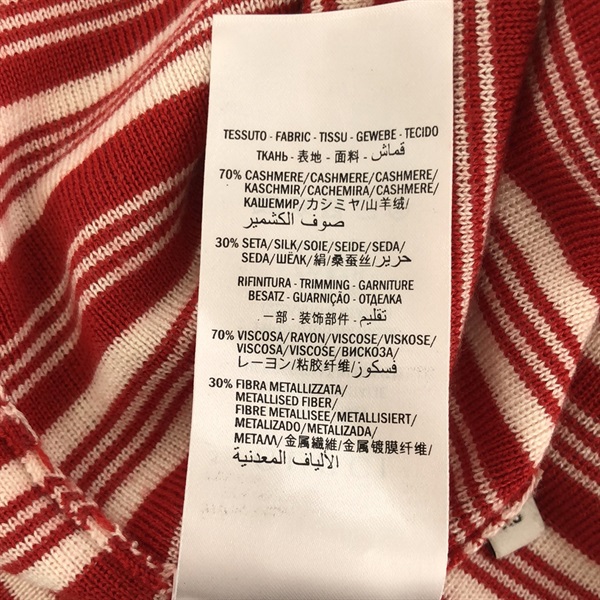 TESSUTO - FABRIC - TISSU - GEWEBE - TECIDO
ТКАНЬ - 表地 - 面料 - قماش
70% CASHMERE/CASHMERE/CASHMERE/
KASCHMIR/CACHEMIRA/CASHMERE/
КАШЕМИР/カシミヤ/山羊绒/
صوف الكشمير
30% SETA/SILK/SOIE/SEIDE/SEDA/
SEDA/ШЁЛК/絹/桑蚕丝/حرير
RIFINITURA - TRIMMING - GARNITURE
BESATZ - GUARNIÇÃO - ОТДЕЛКА
一部 - 装饰部件 - تقليم
70% VISCOSA/RAYON/VISCOSE/VISKOSE/
VISCOSA/VISCOSE/ВИСКОЗА/
レーヨン/粘胶纤维/فسكوز
30% FIBRA METALLIZZATA/
METALLISED FIBER/
FIBRE METALLISEE/METALLISIERT/
METALIZADO/METALIZADA/
МЕТАЛЛ/金属繊維/金属镀膜纤维/
الألياف المعدنية